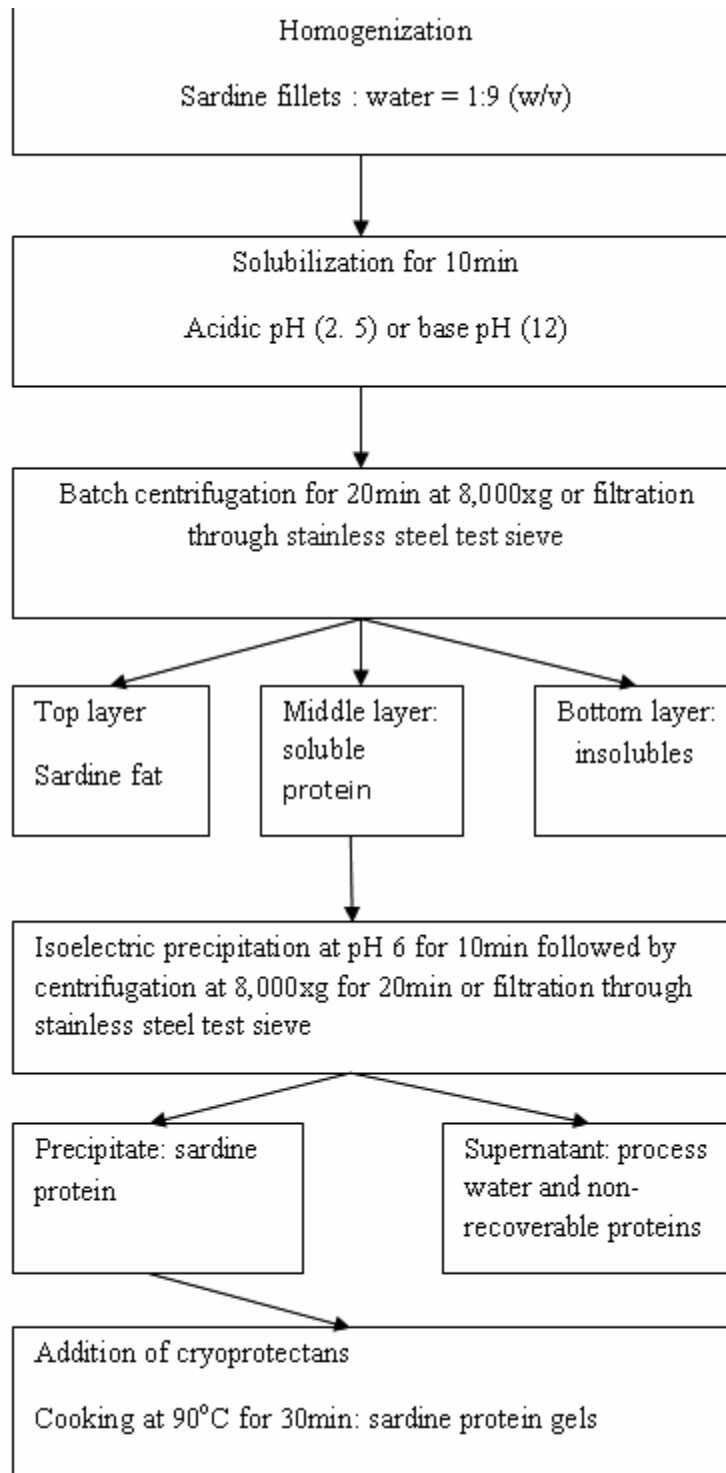 Homogenization
Sardine fillets : water = 1:9 (w/v)
Solubilization for 10min
Acidic pH (2. 5) or base pH (12)
Batch centrifugation for 20min at 8,000xg or filtration
through stainless steel test sieve
Top layer
Sardine fat
Middle layer:
soluble
protein
Bottom layer:
insolubles
Isoelectric precipitation at pH 6 for 10min followed by
centrifugation at 8,000xg for 20min or filtration through
stainless steel test sieve
Precipitate: sardine
protein
Supernatant: process
water and non-
recoverable proteins
Addition of cryoprotectans
Cooking at 90°C for 30min: sardine protein gels